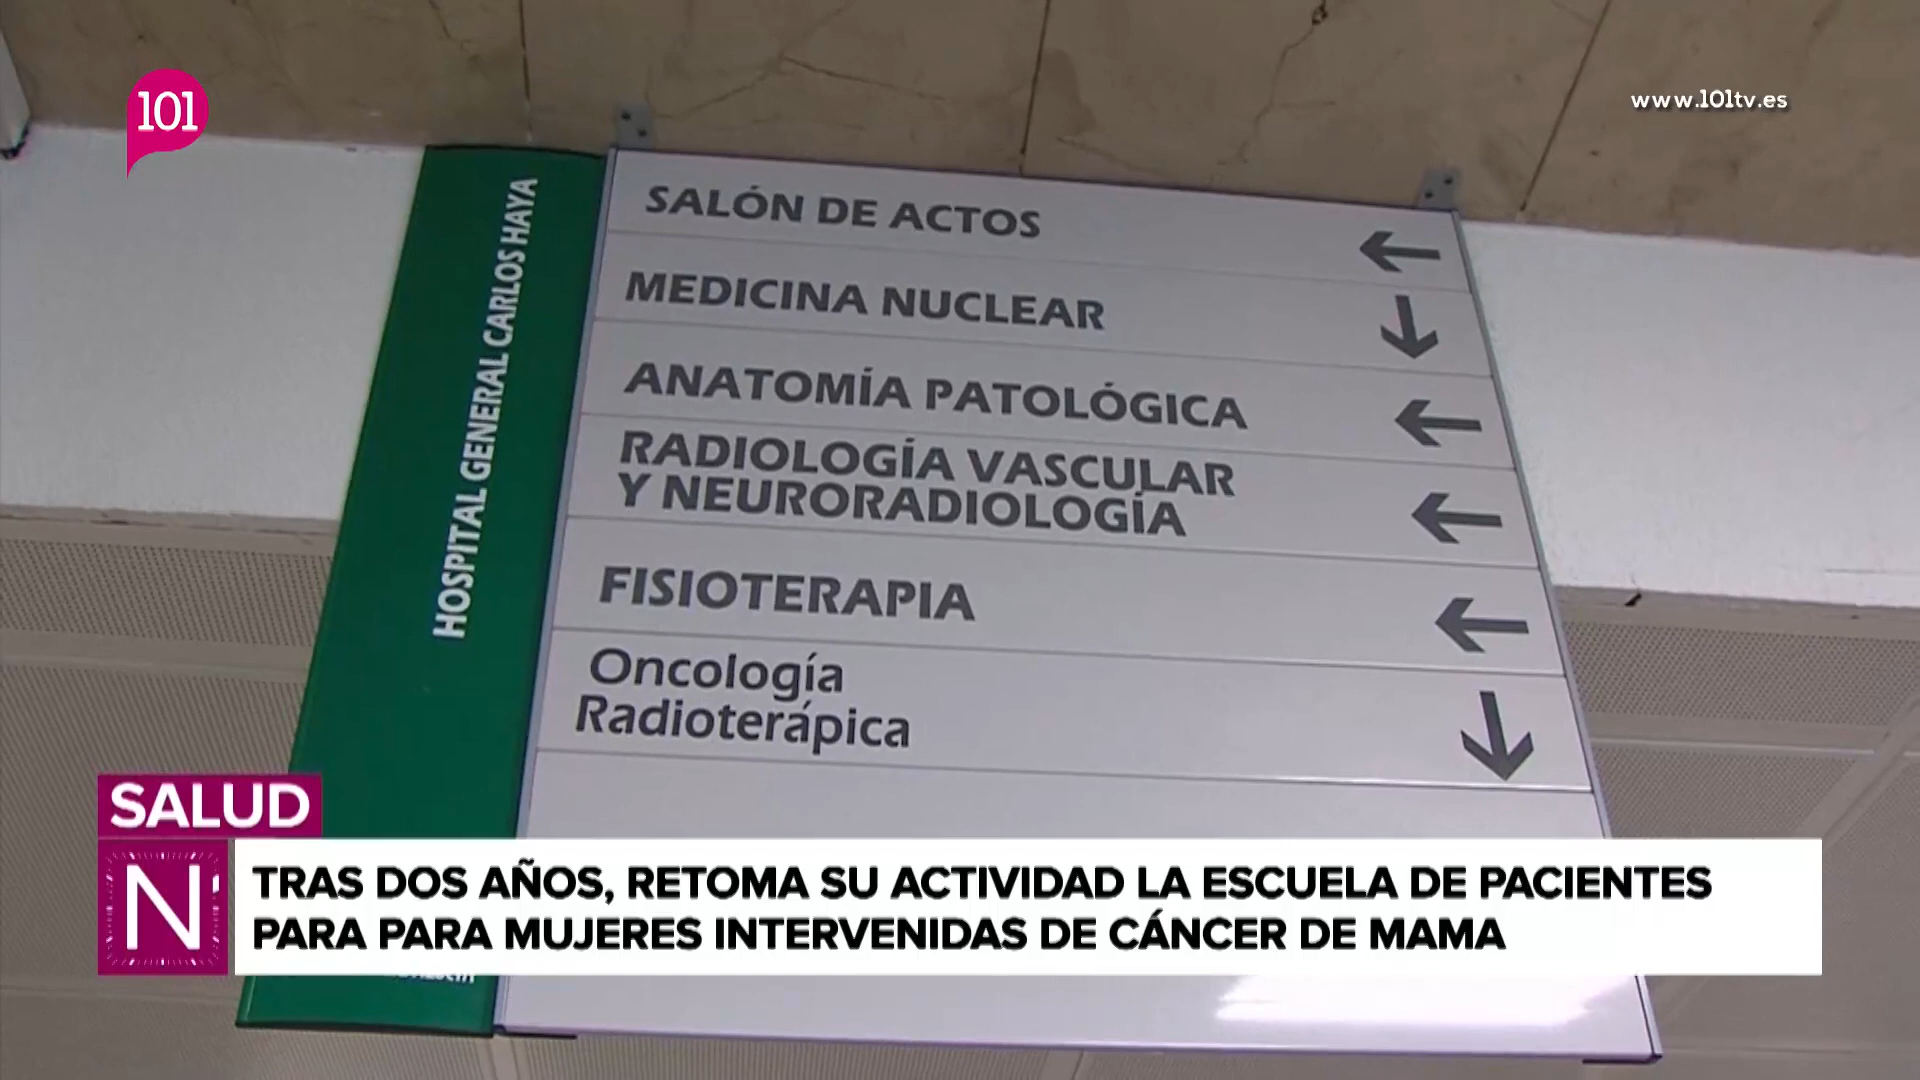 101
www.101tv.es
HOSPITAL GENERAL CARLOS HAYA
SALÓN DE ACTOS
MEDICINA NUCLEAR
ANATOMÍA PATOLÓGICA
RADIOLOGÍA VASCULAR
Y NEURORADIOLOGÍA
FISIOTERAPIA
Oncología
Radioterápica
SALUD
N
TRAS DOS AÑOS, RETOMA SU ACTIVIDAD LA ESCUELA DE PACIENTES
PARA PARA MUJERES INTERVENIDAS DE CÁNCER DE MAMA